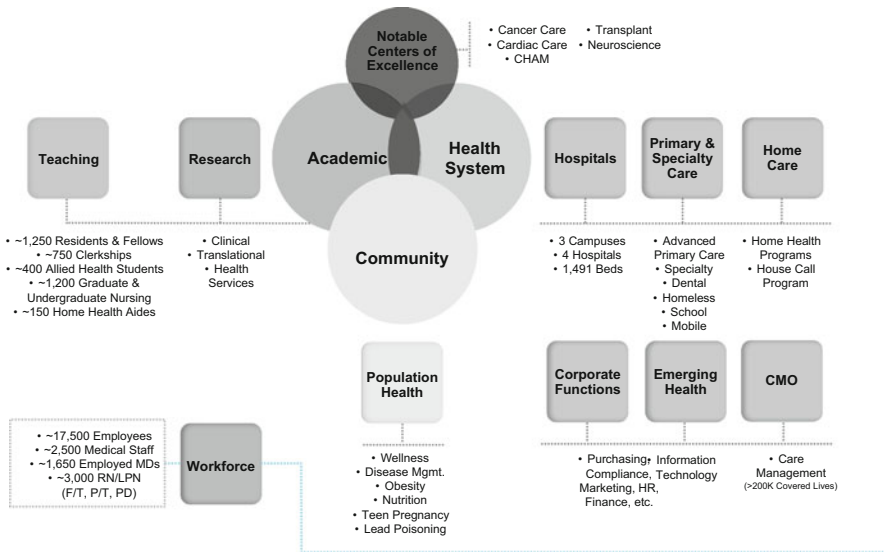 Notable
Centers of
Excellence
• Cancer Care
• Transplant
• Cardiac Care
• Neuroscience
• CHAM
Teaching
Research
Academic
Health
System
Community
Hospitals
Primary &
Specialty
Care
Home
Care
• ~1,250 Residents & Fellows
• ~750 Clerkships
• ~400 Allied Health Students
• ~1,200 Graduate &
Undergraduate Nursing
• ~150 Home Health Aides
• Clinical
• Translational
• Health
Services
• 3 Campuses
• 4 Hospitals
• 1,491 Beds
• Advanced
Primary Care
• Specialty
• Dental
• Homeless
• School
• Mobile
• Home Health
Programs
• House Call
Program
Population
Health
Corporate
Functions
Emerging
Health
CMO
• ~17,500 Employees
• ~2,500 Medical Staff
• ~1,650 Employed MDs
• ~3,000 RN/LPN
(F/T, P/T, PD)
Workforce
• Wellness
• Disease Mgmt.
• Obesity
• Nutrition
• Teen Pregnancy
• Lead Poisoning
• Purchasing,
Compliance,
Marketing, HR,
Finance, etc.
• Information
Technology
• Care
Management
(>200K Covered Lives)